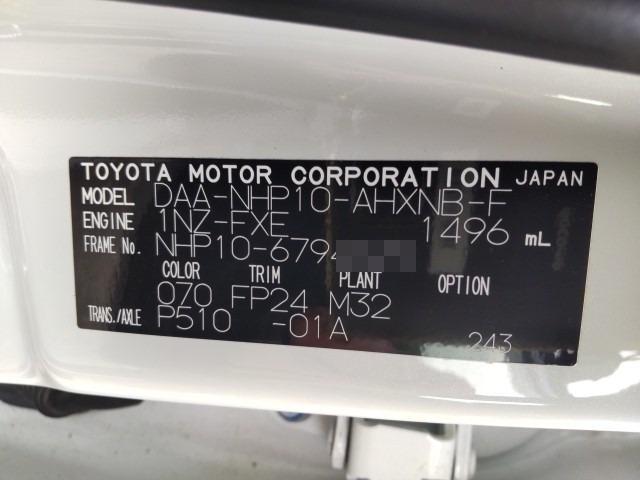 TOYOTA MOTOR CORPORATION JAPAN
MODEL DAA-NHP10-AHXNB-F
ENGINE 1NZ-FXE 1496 mL
FRAME No. NHP10-679
COLOR TRIM PLANT OPTION
070 FP24 M32
TRANS./AXLE P510 -01A
243